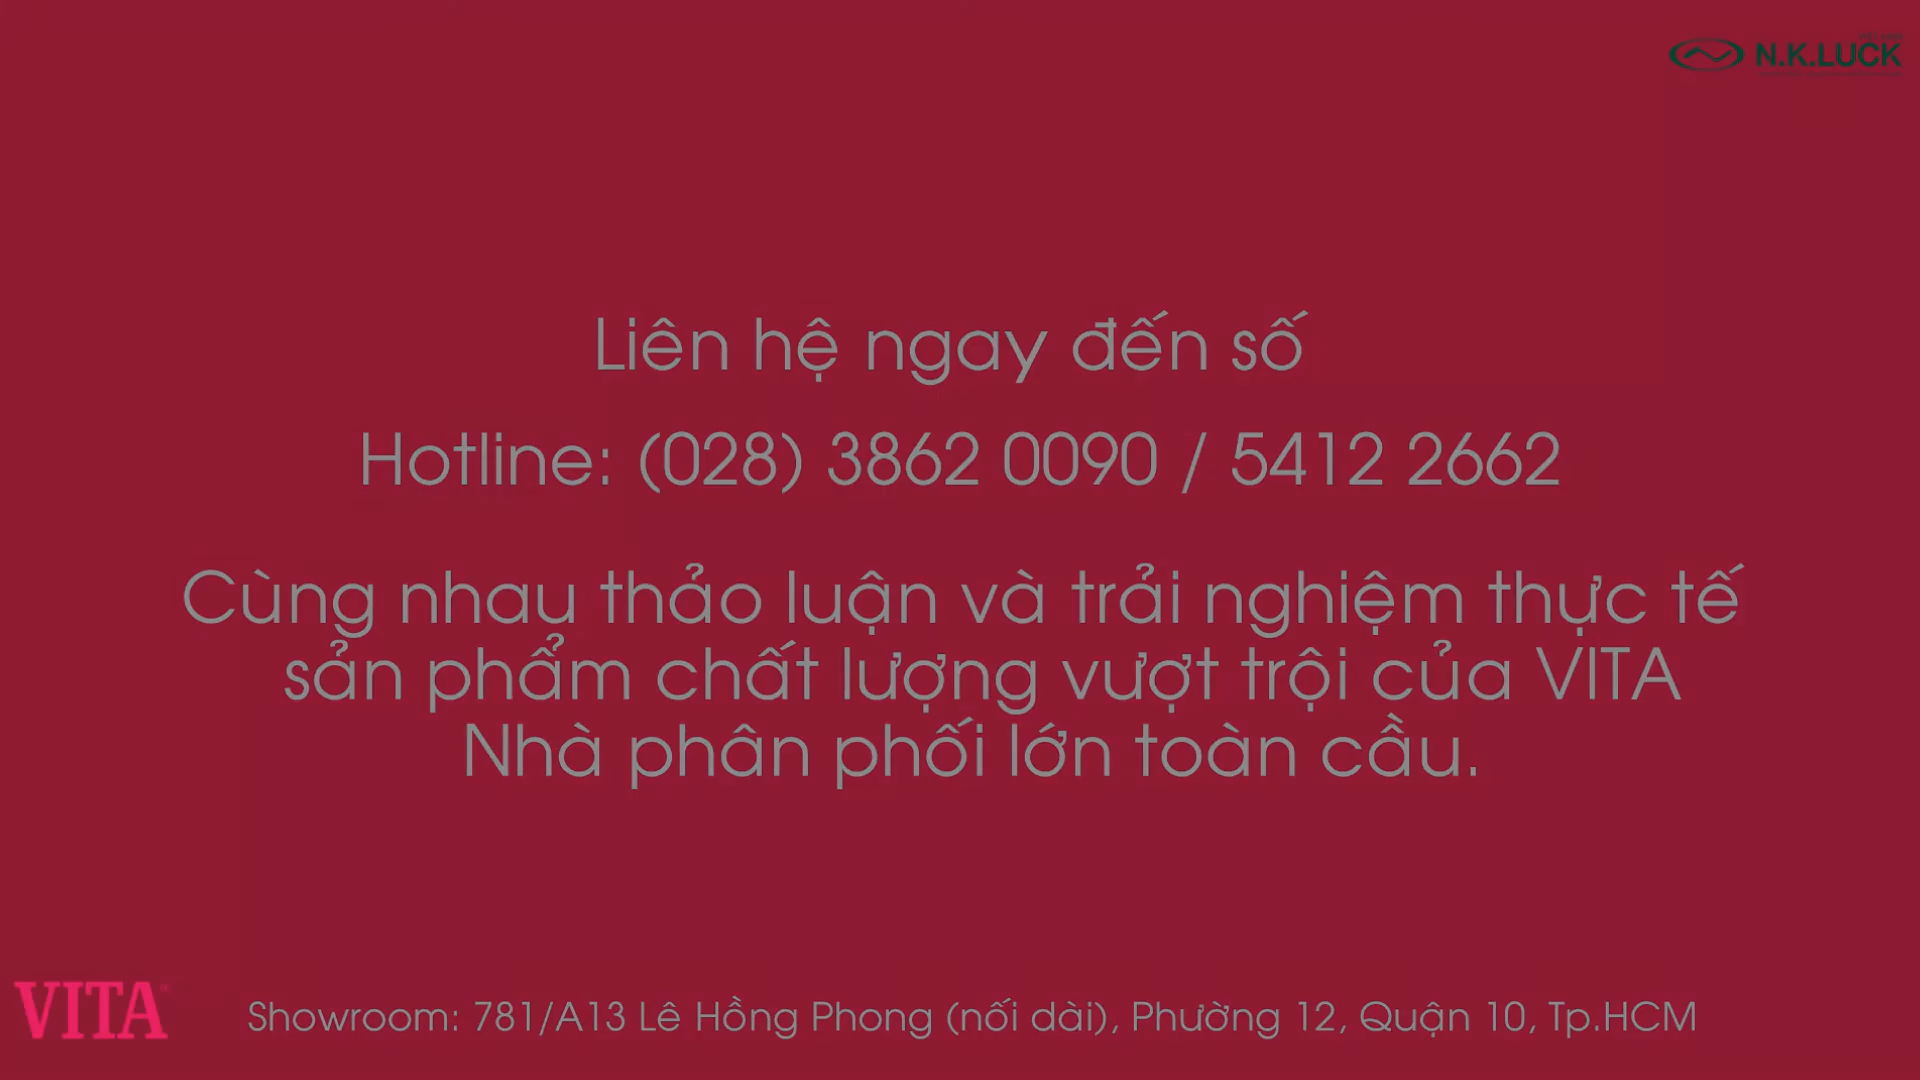 N.K.LUCK
Liên hệ ngay đến số
Hotline: (028) 3862 0090 / 5412 2662
Cùng nhau thảo luận và trải nghiệm thực tế
sản phẩm chất lượng vượt trội của VITA
Nhà phân phối lớn toàn cầu.
VITA
Showroom: 781/A13 Lê Hồng Phong (nối dài), Phường 12, Quận 10, Tp.HCM